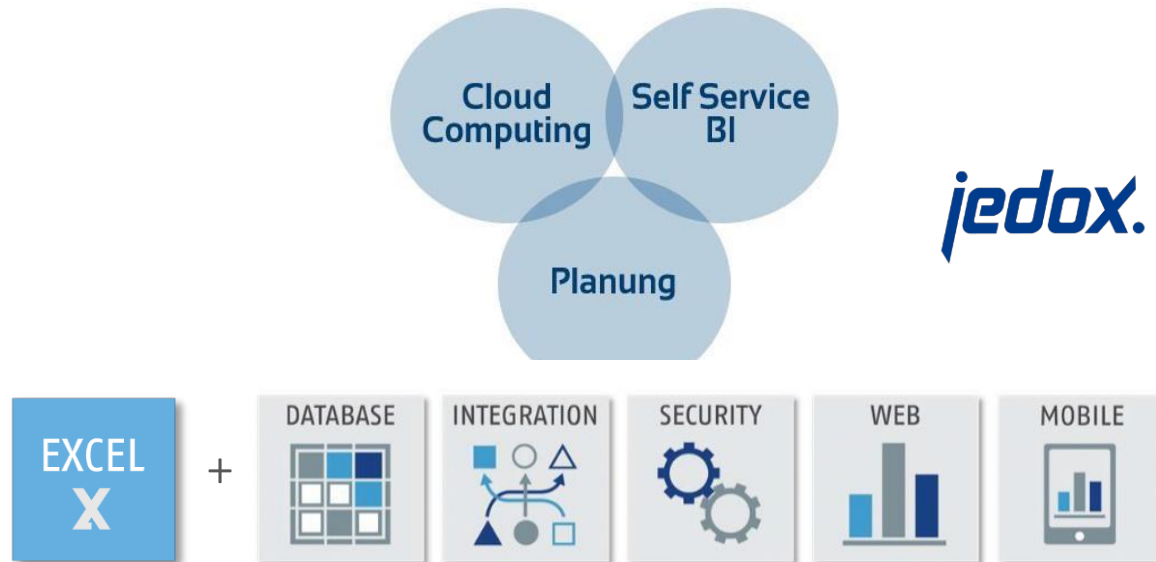 Cloud
Computing
Self Service
BI
Planung
jedox.
EXCEL
X
+
DATABASE
INTEGRATION
SECURITY
WEB
MOBILE